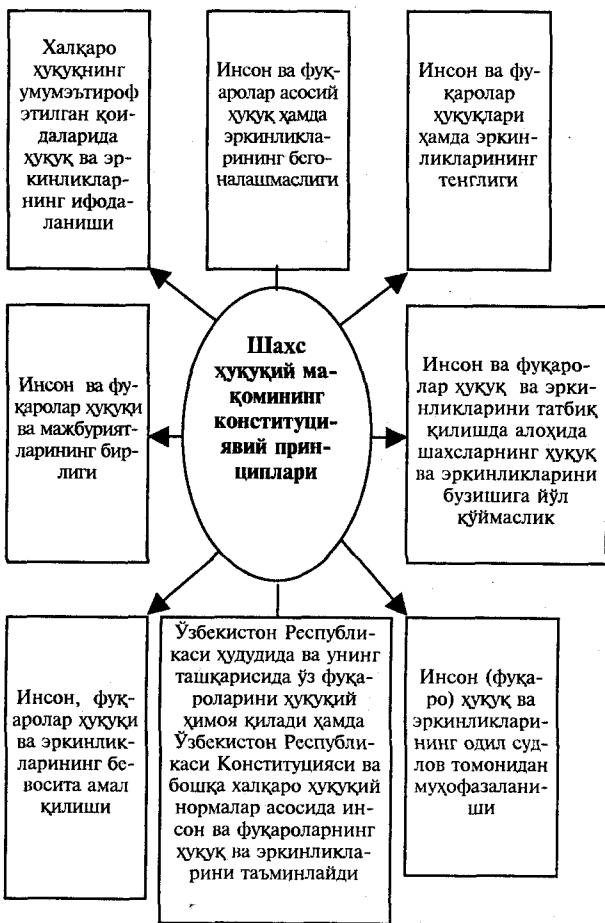 Халқаро
ҳуқуқнинг
умумэътироф
этилган қои-
даларида
ҳуқуқ ва эр-
кинликлар-
нинг ифода-
ланиши
Инсон ва фуқ-
аролар асосий
ҳуқуқ ҳамда
эркинликла-
рининг бего-
налашмаслиги
Инсон ва фу-
қаролар
ҳуқуқлари
ҳамда эркин-
ликларининг
тенглиги
Инсон ва фу-
қаролар ҳуқуқи
ва мажбурият-
ларининг бир-
лиги
Шахс
ҳуқуқий ма-
қомининг
конституци-
явий прин-
циплари
Инсон ва фуқаро-
лар ҳуқуқ ва эрки-
нликларини татбиқ
қилишда алоҳида
шахсларнинг ҳуқуқ
ва эркинликларини
бузишига йўл
қўймаслик
Инсон, фуқ-
аролар ҳуқуқи
ва эркинлик-
ларининг бе-
восита амал
қилиши
Ўзбекистон Республи-
каси ҳудудида ва унинг
ташқарисида ўз фуқа-
роларини ҳуқуқий
ҳимоя қилади ҳамда
Ўзбекистон Республи-
каси Конституцияси ва
бошқа халқаро ҳуқуқий
нормалар асосида ин-
сон ва фуқароларнинг
ҳуқуқ ва эркинликла-
рини таъминлайди
Инсон (фуқа-
ро) ҳуқуқ ва
эркинликлари-
нинг одил суд-
лов томонидан
муҳофазалани-
ши